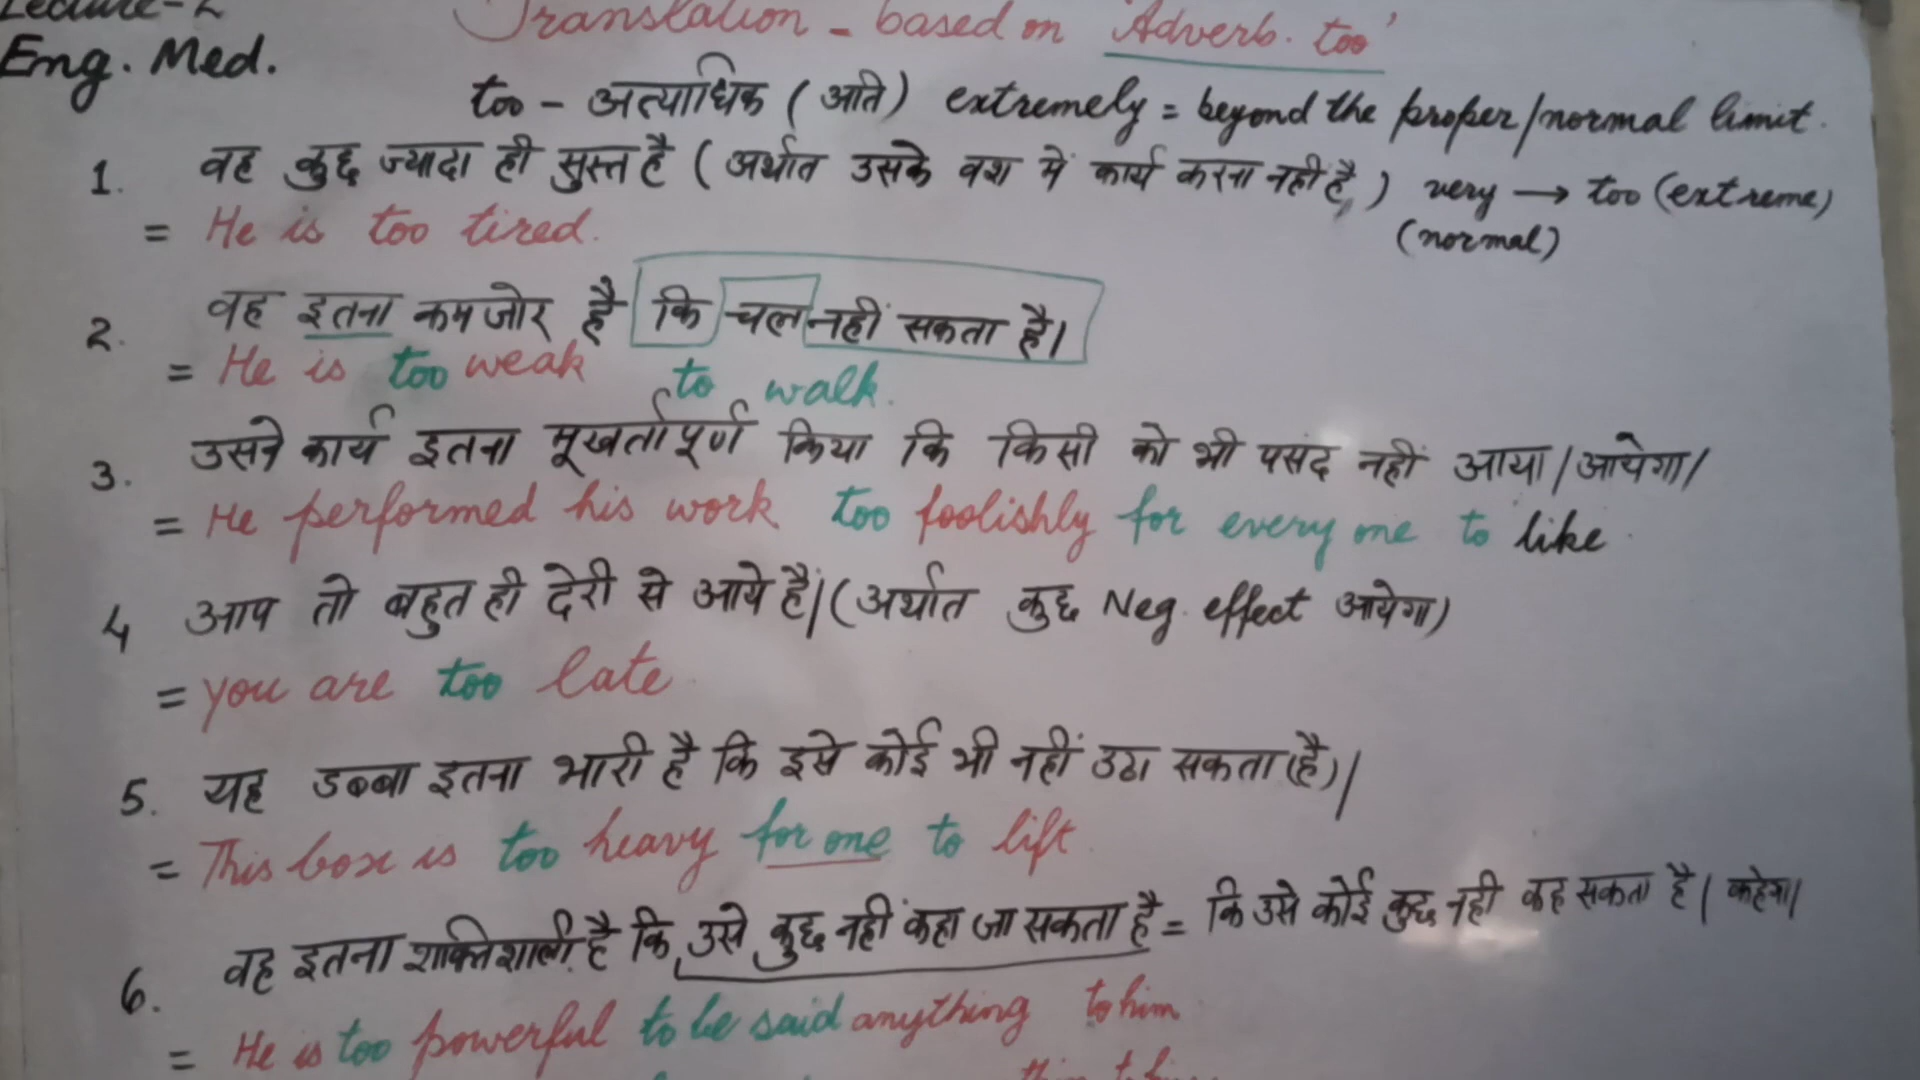 Lecture-2
Translation - based on 'Adverb. too'
Eng. Med.
too - अत्याधिक (अति) extremely = beyond the proper/normal limit.
1. वह कुछ ज्यादा ही सुस्त है (अर्थात उसके वश में कार्य करना नहीं है,) very → too (extreme)
(normal)
= He is too tired.
2. वह इतना कमजोर है कि चल नहीं सकता है।
= He is too weak to walk.
3. उसने कार्य इतना मूर्खतापूर्ण किया कि किसी को भी पसंद नहीं आया/आयेगा/
= He performed his work too foolishly for every one to like.
4 आप तो बहुत ही देरी से आये हैं/(अर्थात कुछ Neg. effect आयेगा)
= you are too late
5. यह डब्बा इतना भारी है कि इसे कोई भी नहीं उठा सकता (है)/
= This box is too heavy for one to lift
6. वह इतना शक्तिशाली है कि उसे कुछ नहीं कहा जा सकता है = कि उसे कोई कुछ नही कह सकता है/ कहेगा/
= He is too powerful to be said anything to him